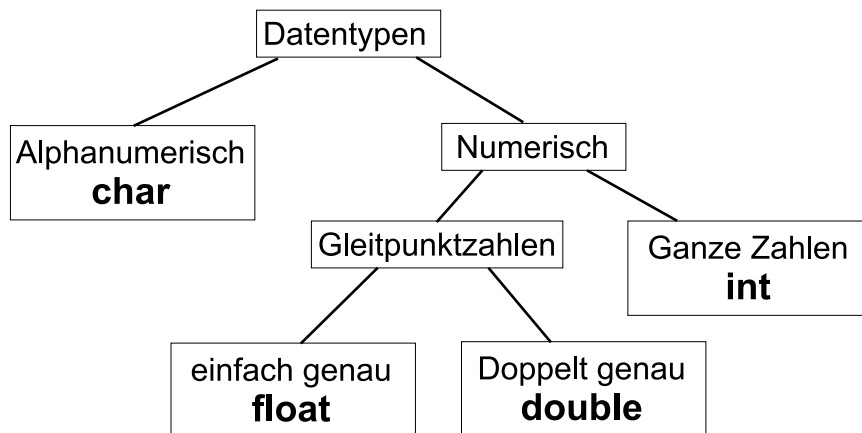 Datentypen
Alphanumerisch
char
Numerisch
Gleitpunktzahlen
Ganze Zahlen
int
einfach genau
float
Doppelt genau
double